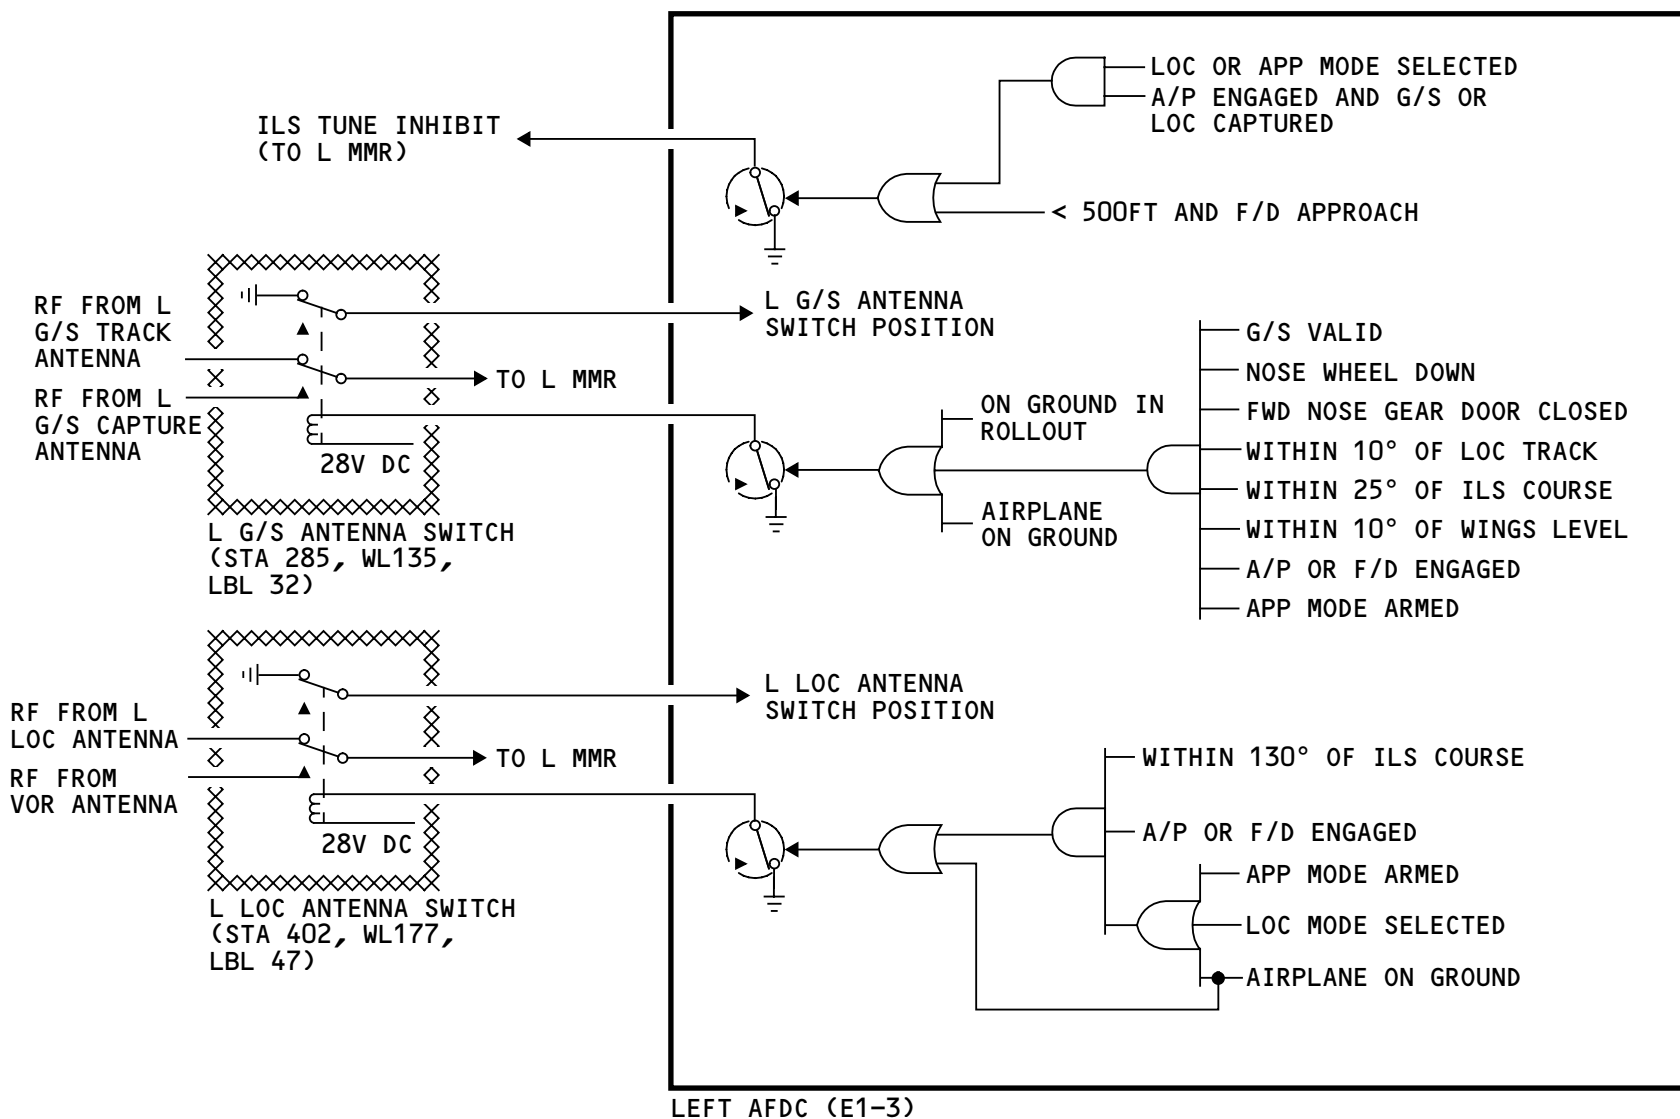 LOC OR APP MODE SELECTED
A/P ENGAGED AND G/S OR
LOC CAPTURED
ILS TUNE INHIBIT
(TO L MMR)
< 500FT AND F/D APPROACH
RF FROM L
G/S TRACK
ANTENNA
RF FROM L
G/S CAPTURE
ANTENNA
L G/S ANTENNA
SWITCH POSITION
TO L MMR
28V DC
L G/S ANTENNA SWITCH
(STA 285, WL135,
LBL 32)
ON GROUND IN
ROLLOUT
AIRPLANE
ON GROUND
G/S VALID
NOSE WHEEL DOWN
FWD NOSE GEAR DOOR CLOSED
WITHIN 10° OF LOC TRACK
WITHIN 25° OF ILS COURSE
WITHIN 10° OF WINGS LEVEL
A/P OR F/D ENGAGED
APP MODE ARMED
RF FROM L
LOC ANTENNA
RF FROM
VOR ANTENNA
L LOC ANTENNA
SWITCH POSITION
TO L MMR
28V DC
L LOC ANTENNA SWITCH
(STA 402, WL177,
LBL 47)
WITHIN 130° OF ILS COURSE
A/P OR F/D ENGAGED
APP MODE ARMED
LOC MODE SELECTED
AIRPLANE ON GROUND
LEFT AFDC (E1-3)